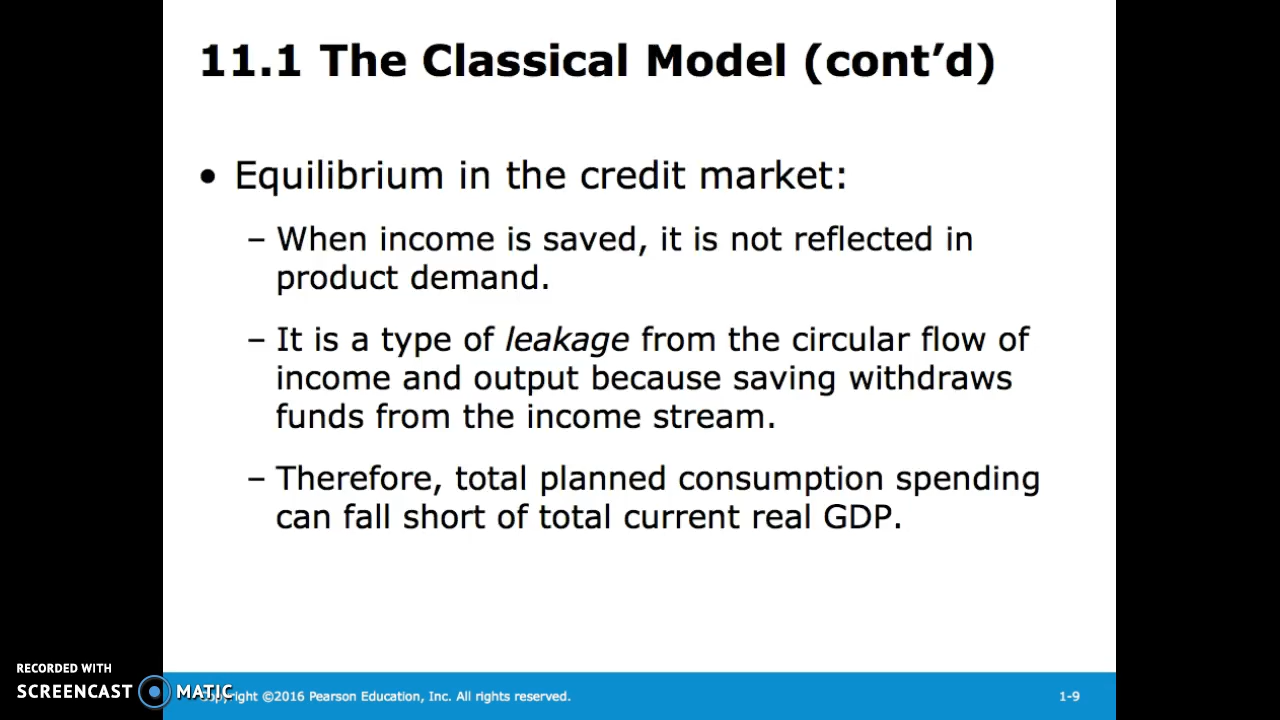 11.1 The Classical Model (cont’d)
• Equilibrium in the credit market:
– When income is saved, it is not reflected in
product demand.
– It is a type of leakage from the circular flow of
income and output because saving withdraws
funds from the income stream.
– Therefore, total planned consumption spending
can fall short of total current real GDP.
RECORDED WITH
SCREENCAST MATIC
©2016 Pearson Education, Inc. All rights reserved.
1-9